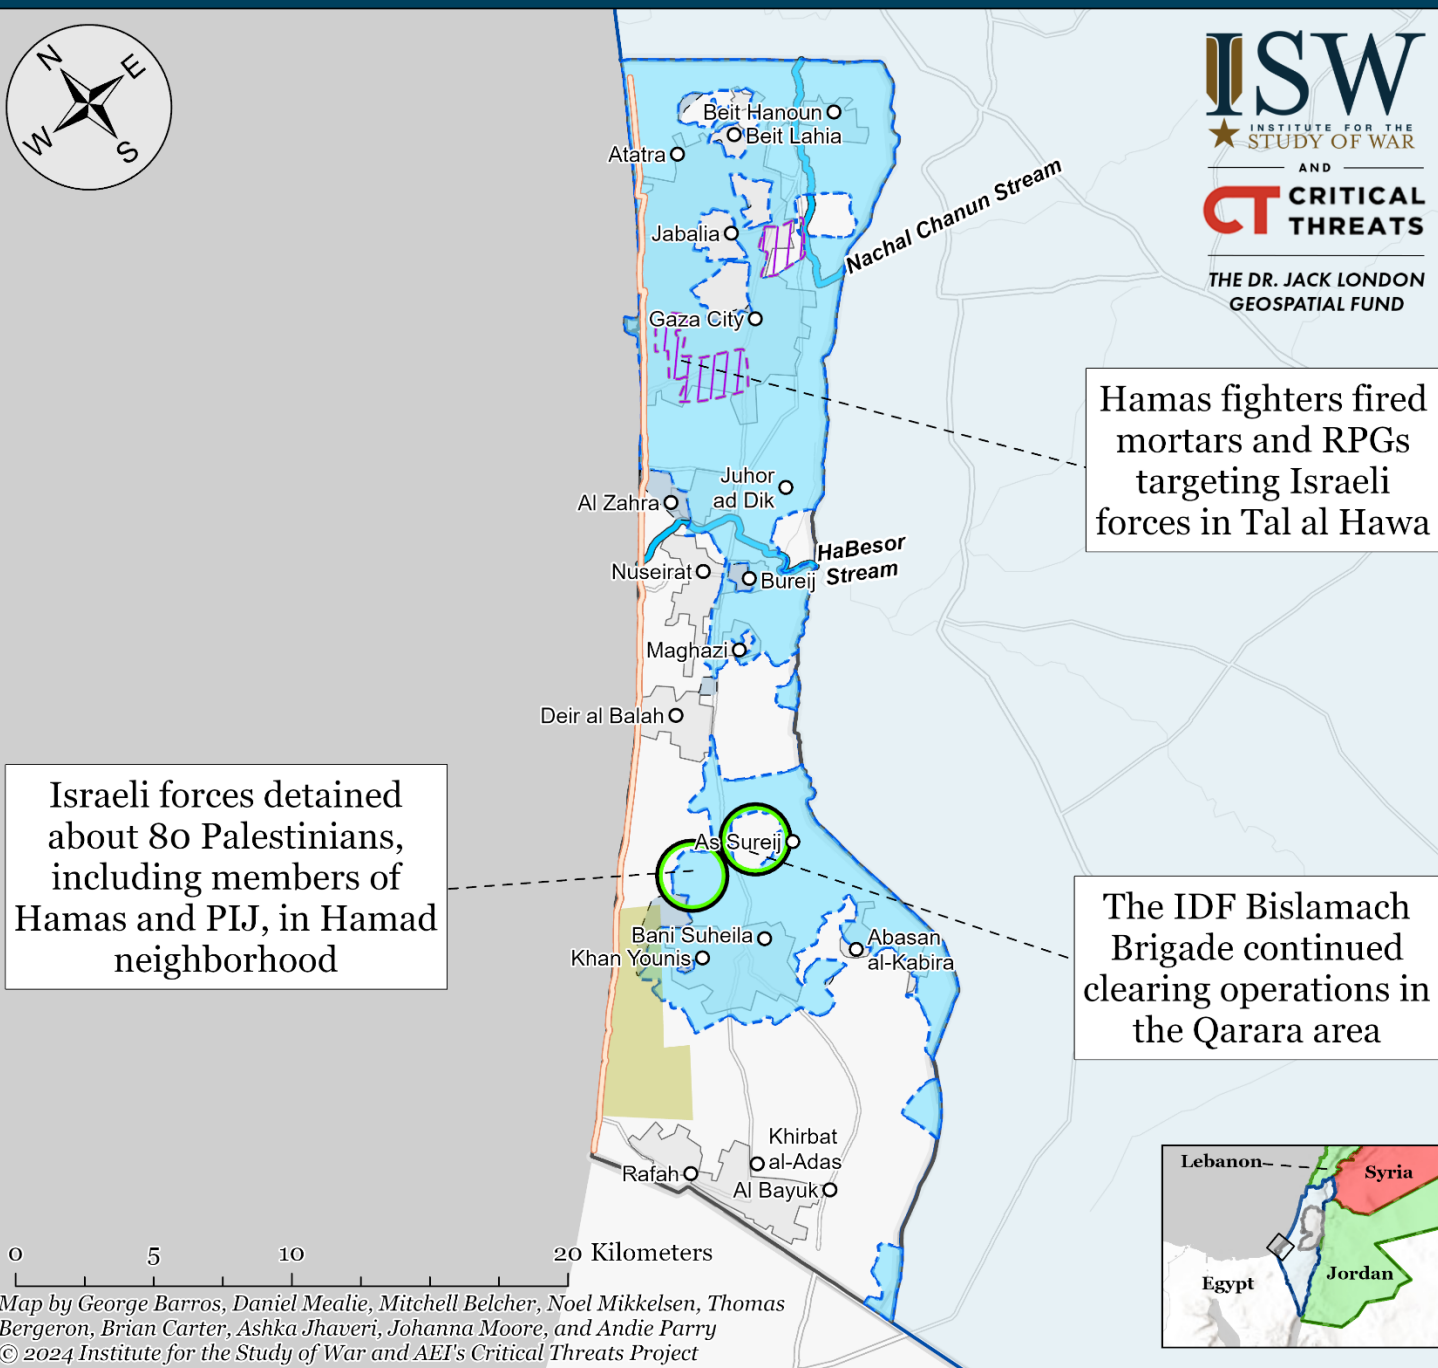 N
E
W
S
ISW
INSTITUTE FOR THE
STUDY OF WAR
AND
CT CRITICAL
THREATS
THE DR. JACK LONDON
GEOSPATIAL FUND
Beit Hanoun
Beit Lahia
Atatra
Nachal Chanun Stream
Jabalia
Gaza City
Hamas fighters fired
mortars and RPGs
targeting Israeli
forces in Tal al Hawa
Juhor
ad Dik
Al Zahra
HaBesor
Stream
Nuseirat
Bureij
Maghazi
Deir al Balah
Israeli forces detained
about 80 Palestinians,
including members of
Hamas and PIJ, in Hamad
neighborhood
As Sureij
The IDF Bislamach
Brigade continued
clearing operations in
the Qarara area
Bani Suheila
Khan Younis
Abasan
al-Kabira
Khirbat
al-Adas
Rafah
Al Bayuk
Lebanon
Syria
Egypt
Jordan
0 5 10 20 Kilometers
Map by George Barros, Daniel Mealie, Mitchell Belcher, Noel Mikkelsen, Thomas
Bergeron, Brian Carter, Ashka Jhaveri, Johanna Moore, and Andie Parry
© 2024 Institute for the Study of War and AEI's Critical Threats Project